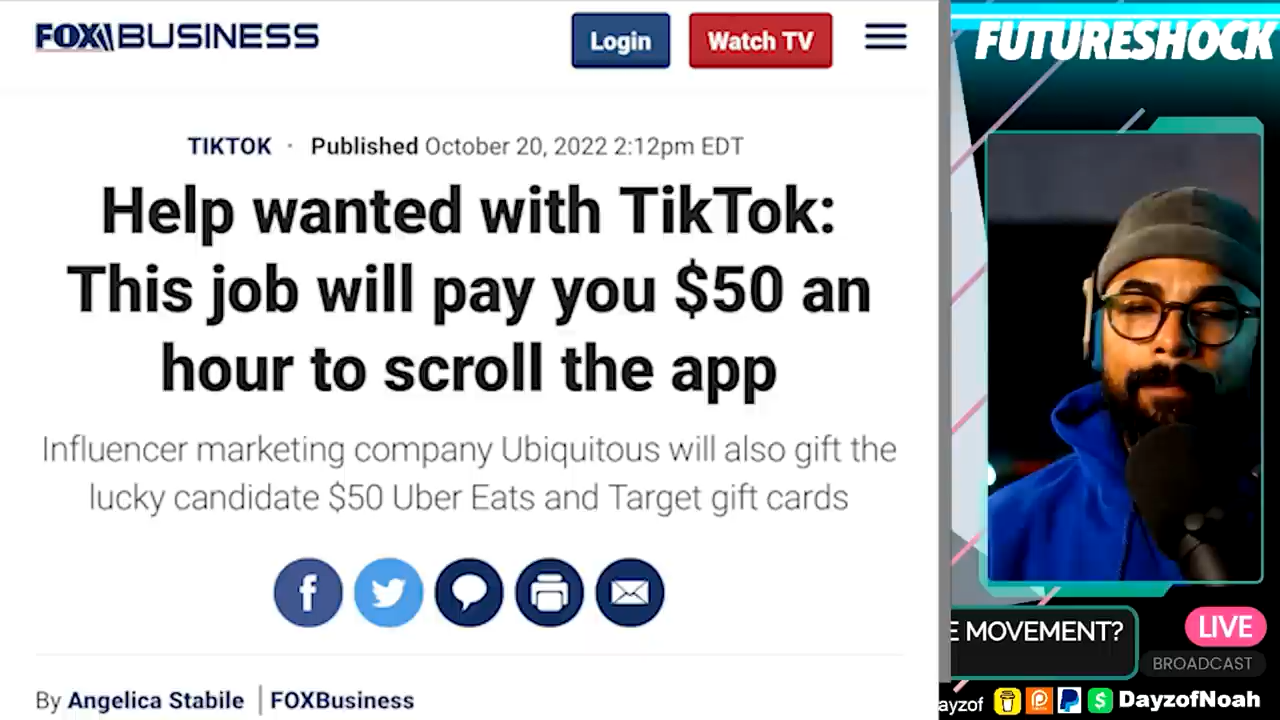 FOX BUSINESS
Login
Watch TV
TIKTOK · Published October 20, 2022 2:12pm EDT
Help wanted with TikTok:
This job will pay you $50 an
hour to scroll the app
Influencer marketing company Ubiquitous will also gift the
lucky candidate $50 Uber Eats and Target gift cards
By Angelica Stabile | FOXBusiness
FUTURESHOCK
E MOVEMENT?
LIVE
BROADCAST
ayzof
DayzofNoah